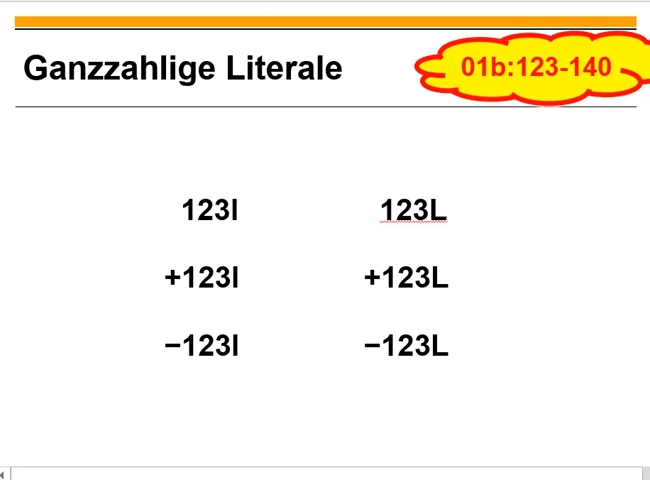 Ganzzahlige Literale
01b:123-140
123l 123L
+123l +123L
−123l −123L